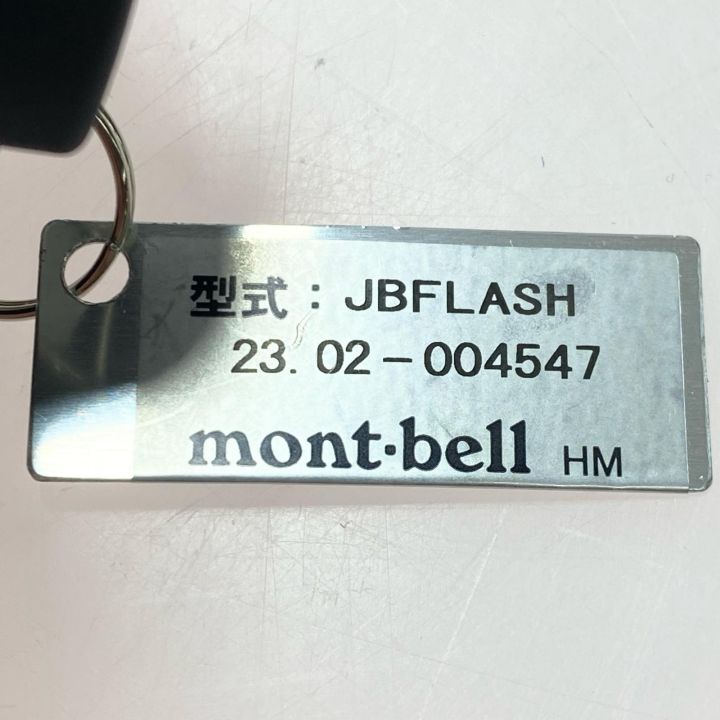 型式：JBFLASH
23.02-004547
mont·bell HM